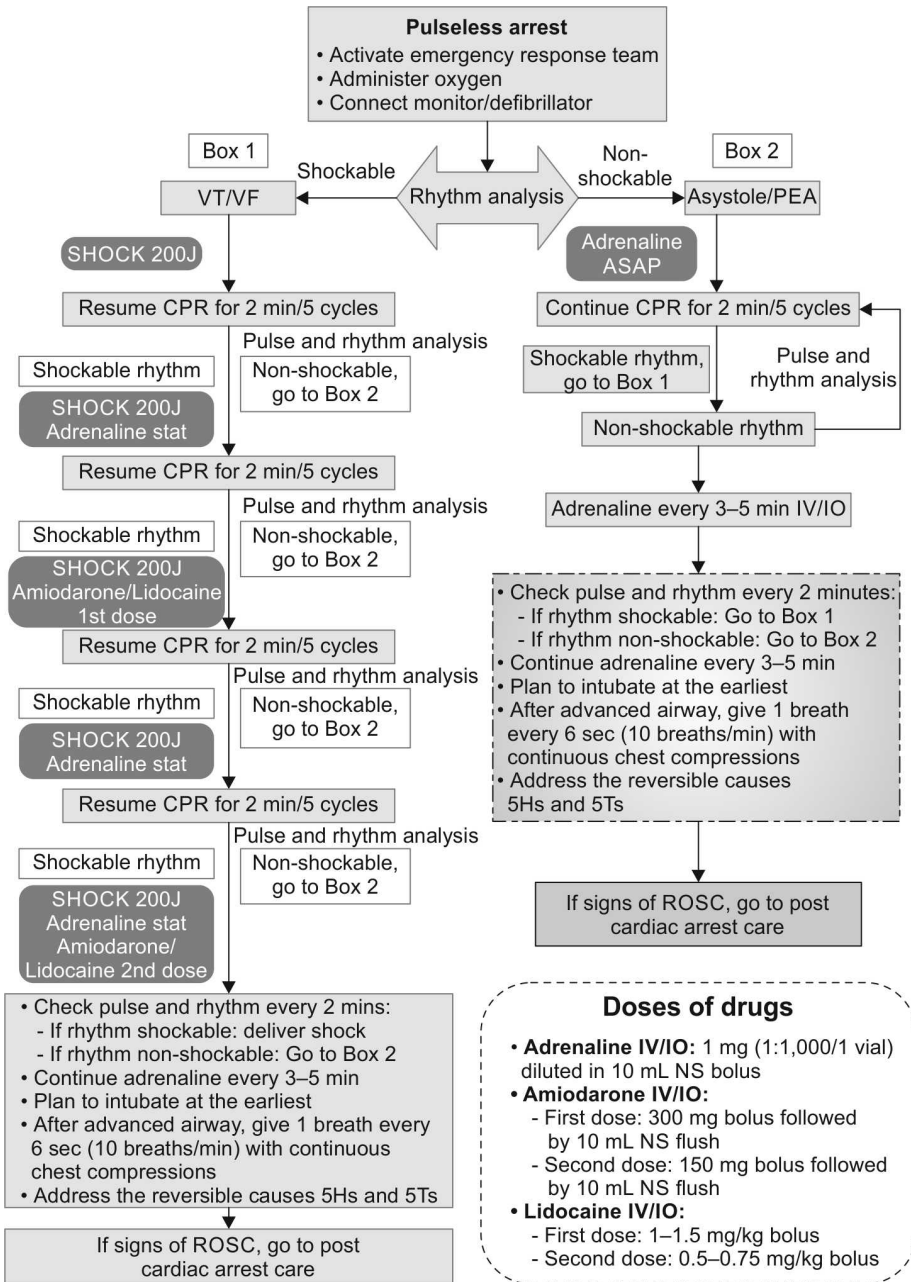 Pulseless arrest
• Activate emergency response team
• Administer oxygen
• Connect monitor/defibrillator
Rhythm analysis
Shockable
Non-
shockable
Box 1
VT/VF
SHOCK 200J
Resume CPR for 2 min/5 cycles
Pulse and rhythm analysis
Shockable rhythm
Non-shockable,
go to Box 2
SHOCK 200J
Adrenaline stat
Resume CPR for 2 min/5 cycles
Pulse and rhythm analysis
Shockable rhythm
Non-shockable,
go to Box 2
SHOCK 200J
Amiodarone/Lidocaine
1st dose
Resume CPR for 2 min/5 cycles
Pulse and rhythm analysis
Shockable rhythm
Non-shockable,
go to Box 2
SHOCK 200J
Adrenaline stat
Resume CPR for 2 min/5 cycles
Pulse and rhythm analysis
Shockable rhythm
Non-shockable,
go to Box 2
SHOCK 200J
Adrenaline stat
Amiodarone/
Lidocaine 2nd dose
• Check pulse and rhythm every 2 mins:
- If rhythm shockable: deliver shock
- If rhythm non-shockable: Go to Box 2
• Continue adrenaline every 3–5 min
• Plan to intubate at the earliest
• After advanced airway, give 1 breath every
6 sec (10 breaths/min) with continuous
chest compressions
• Address the reversible causes 5Hs and 5Ts
If signs of ROSC, go to post
cardiac arrest care
Box 2
Asystole/PEA
Adrenaline
ASAP
Continue CPR for 2 min/5 cycles
Shockable rhythm,
go to Box 1
Pulse and
rhythm analysis
Non-shockable rhythm
Adrenaline every 3–5 min IV/IO
• Check pulse and rhythm every 2 minutes:
- If rhythm shockable: Go to Box 1
- If rhythm non-shockable: Go to Box 2
• Continue adrenaline every 3–5 min
• Plan to intubate at the earliest
• After advanced airway, give 1 breath
every 6 sec (10 breaths/min) with
continuous chest compressions
• Address the reversible causes
5Hs and 5Ts
If signs of ROSC, go to post
cardiac arrest care
Doses of drugs
• Adrenaline IV/IO: 1 mg (1:1,000/1 vial)
diluted in 10 mL NS bolus
• Amiodarone IV/IO:
- First dose: 300 mg bolus followed
by 10 mL NS flush
- Second dose: 150 mg bolus followed
by 10 mL NS flush
• Lidocaine IV/IO:
- First dose: 1–1.5 mg/kg bolus
- Second dose: 0.5–0.75 mg/kg bolus